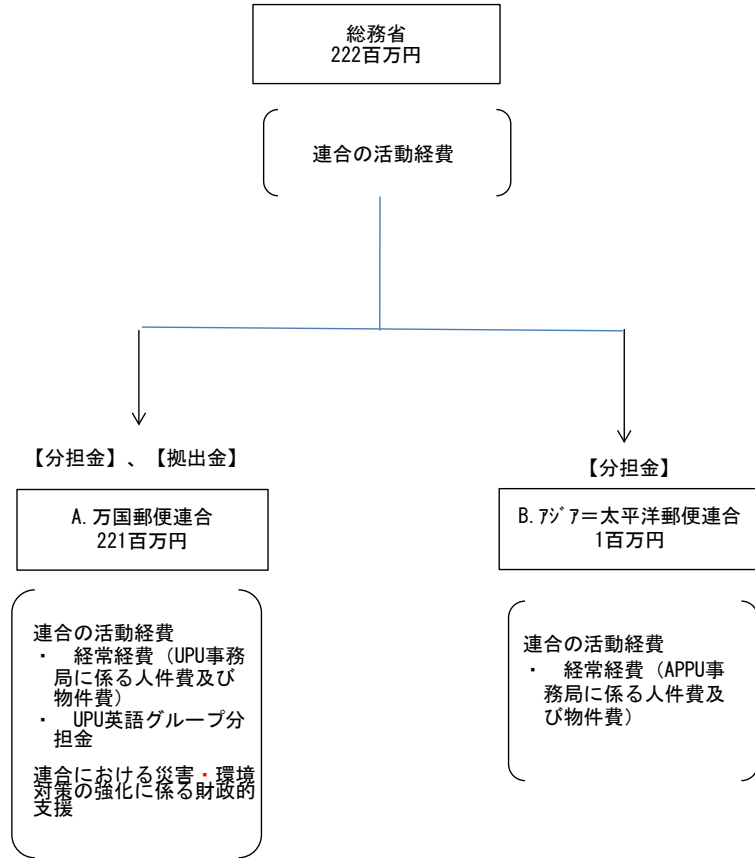 総務省
222百万円
連合の活動経費
【分担金】、【拠出金】
A. 万国郵便連合
221百万円
連合の活動経費
・ 経常経費（UPU事務
局に係る人件費及び
物件費）
・ UPU英語グループ分
担金
連合における災害・環境
対策の強化に係る財政的
支援
【分担金】
B. ｱｼﾞｱ＝太平洋郵便連合
1百万円
連合の活動経費
・ 経常経費（APPU事
務局に係る人件費及
び物件費）